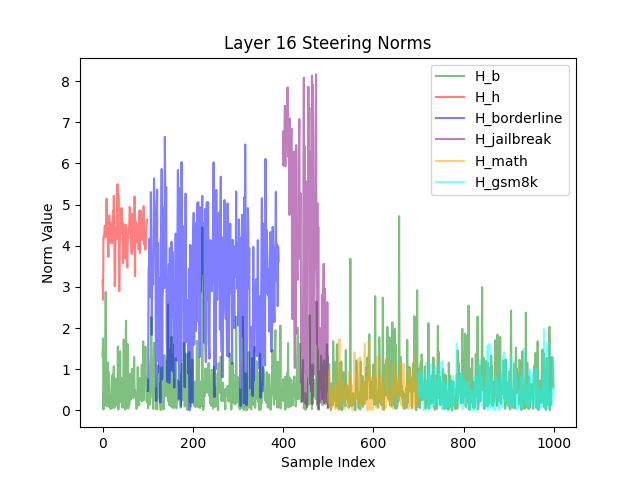 Layer 16 Steering Norms
Norm Value
8
7
6
5
4
3
2
1
0
H_b
H_h
H_borderline
H_jailbreak
H_math
H_gsm8k
0 200 400 600 800 1000
Sample Index